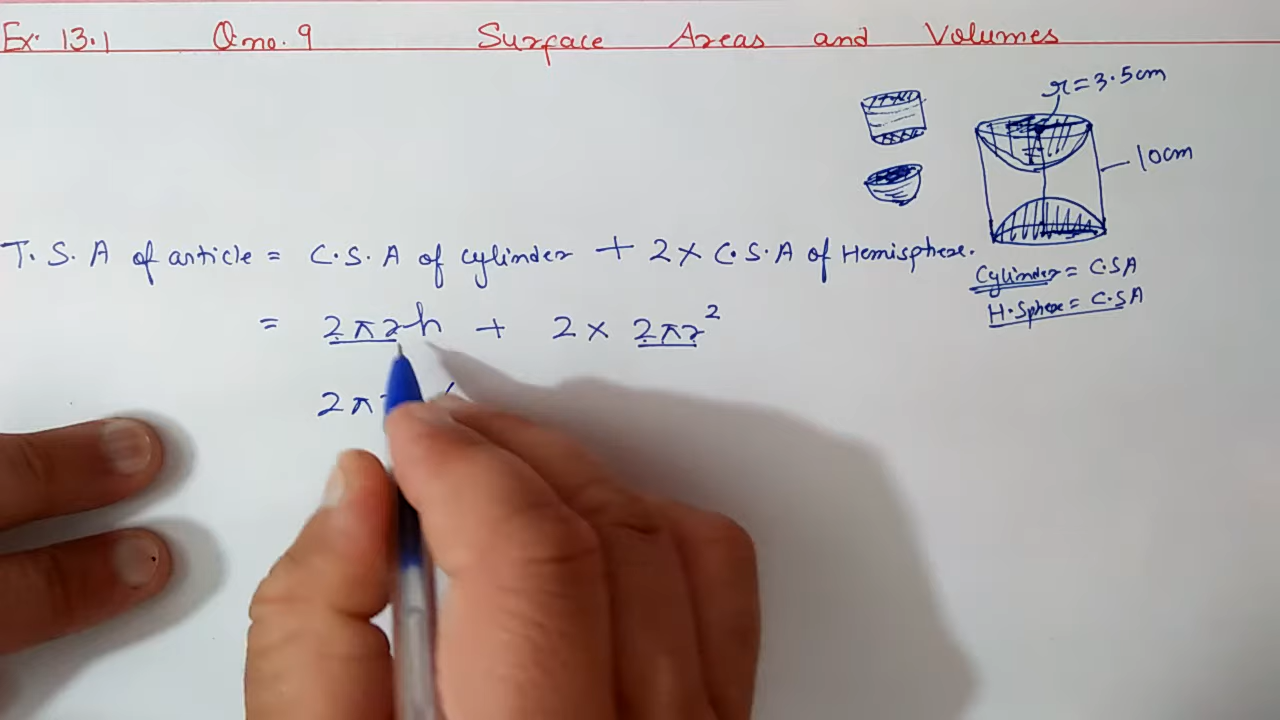 Ex. 13.1 Q.no. 9 Surface Areas and Volumes
r = 3.5cm
10cm
T. S. A of article = C.S.A of cylinder + 2 × C.S.A of Hemisphere.
Cylinder = C.SA
H.Sphere = C.SA
= 2πrh + 2 × 2πr²
2π